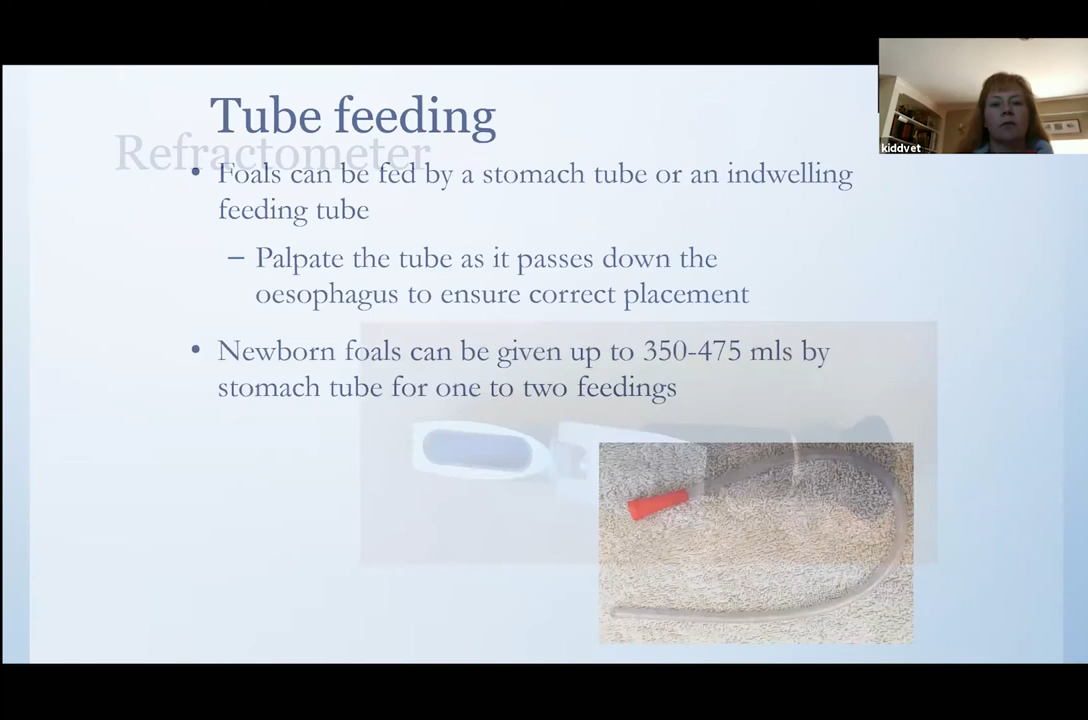 Tube feeding
Refractometer
• Foals can be fed by a stomach tube or an indwelling
feeding tube
– Palpate the tube as it passes down the
oesophagus to ensure correct placement
• Newborn foals can be given up to 350-475 mls by
stomach tube for one to two feedings
kiddvet